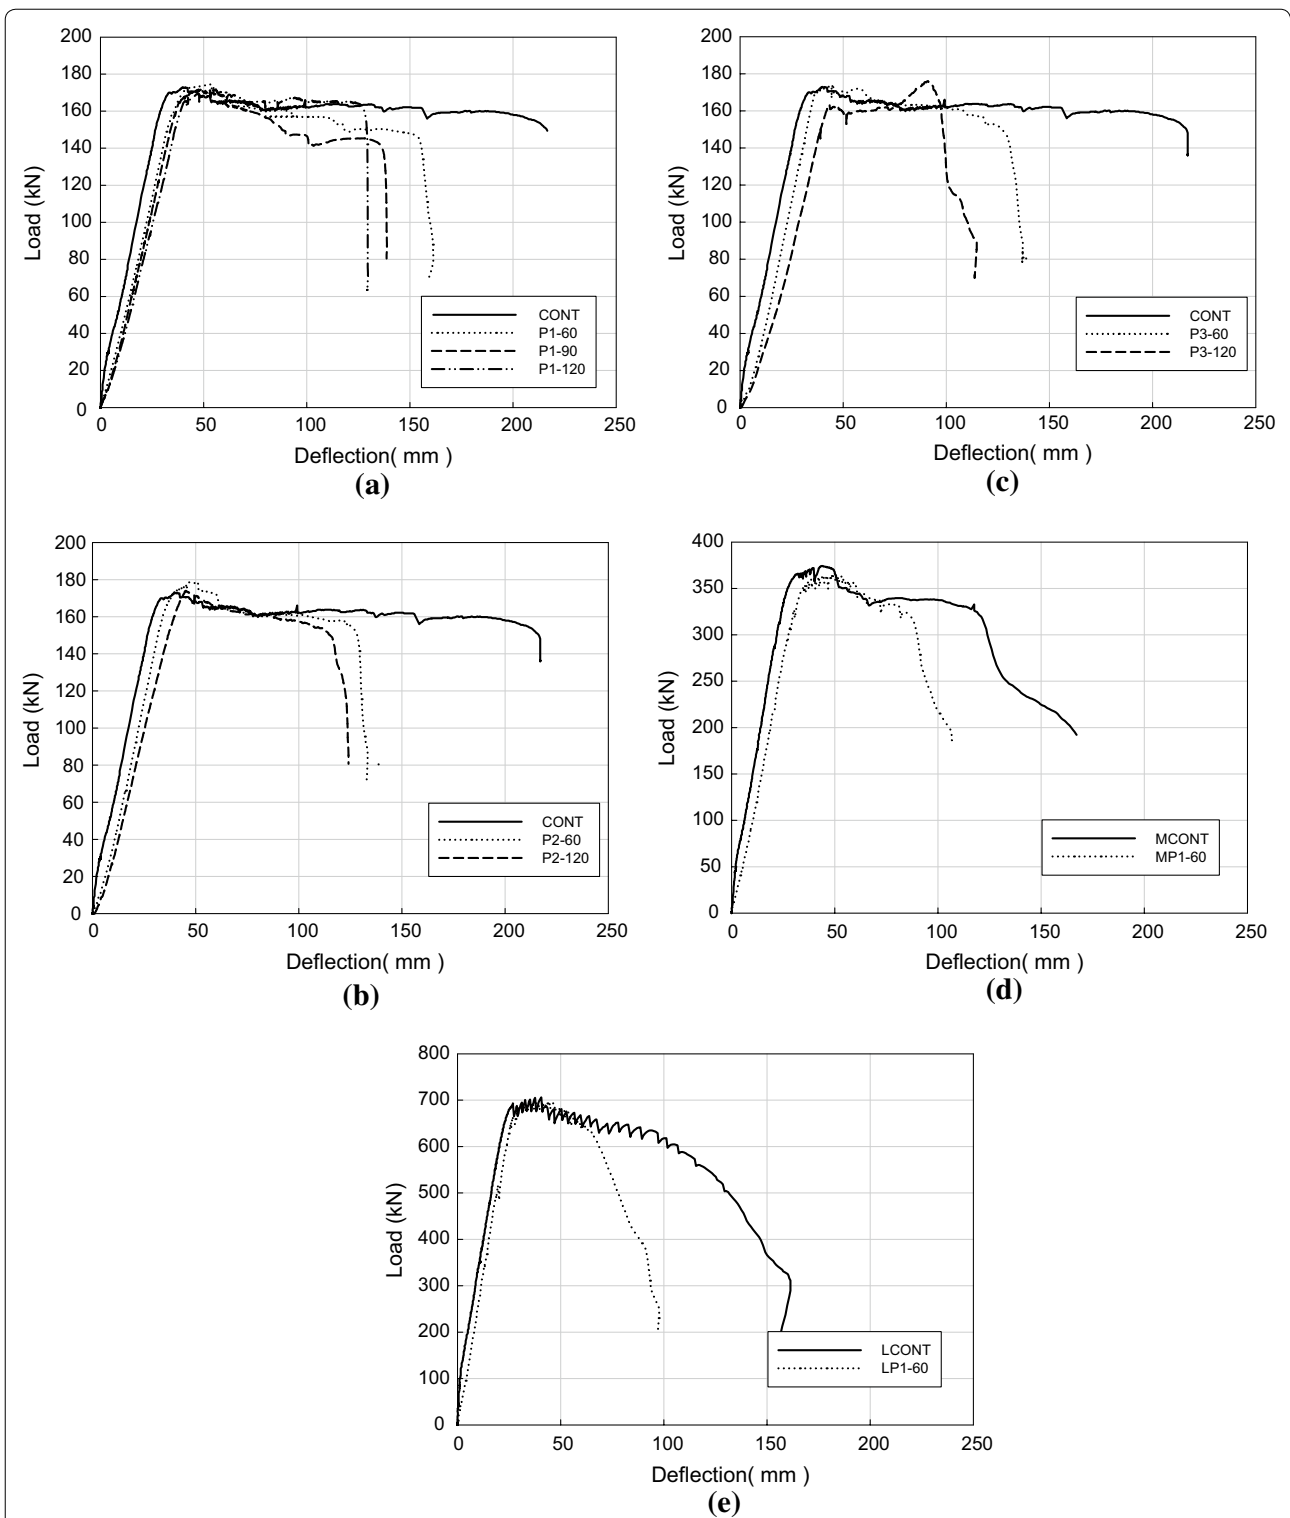 200
180
160
140
120
100
80
60
40
20
0
Load (kN)
CONT
P1-60
P1-90
P1-120
0 50 100 150 200 250
Deflection( mm )
(a)
200
180
160
140
120
100
80
60
40
20
0
Load (kN)
CONT
P3-60
P3-120
0 50 100 150 200 250
Deflection( mm )
(c)
200
180
160
140
120
100
80
60
40
20
0
Load (kN)
CONT
P2-60
P2-120
0 50 100 150 200 250
Deflection( mm )
(b)
400
350
300
250
200
150
100
50
0
Load (kN)
MCONT
MP1-60
0 50 100 150 200 250
Deflection( mm )
(d)
800
700
600
500
400
300
200
100
0
Load (kN)
LCONT
LP1-60
0 50 100 150 200 250
Deflection( mm )
(e)